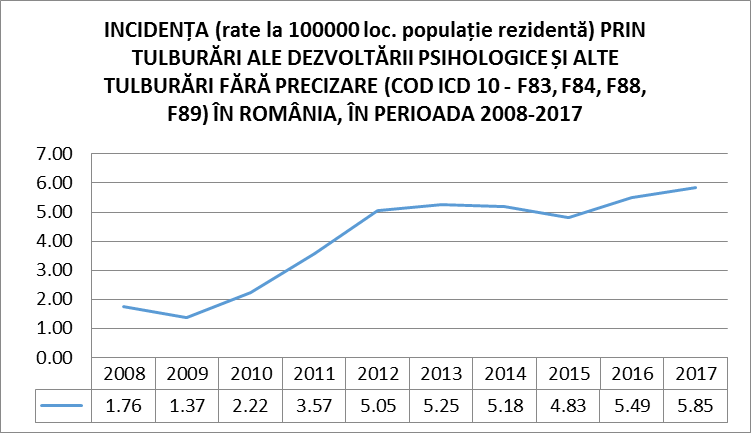 INCIDENȚA (rate la 100000 loc. populație rezidentă) PRIN
TULBURĂRI ALE DEZVOLTĂRII PSIHOLOGICE ȘI ALTE
TULBURĂRI FĂRĂ PRECIZARE (COD ICD 10 - F83, F84, F88,
F89) ÎN ROMÂNIA, ÎN PERIOADA 2008-2017
7.00
6.00
5.00
4.00
3.00
2.00
1.00
0.00
2008 2009 2010 2011 2012 2013 2014 2015 2016 2017
1.76 1.37 2.22 3.57 5.05 5.25 5.18 4.83 5.49 5.85